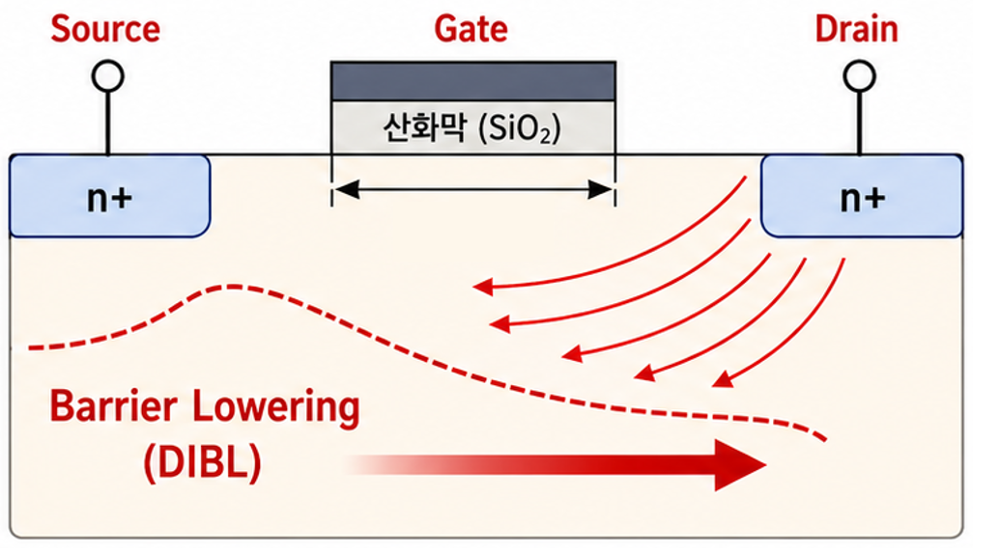 Source
Gate
Drain
산화막 (SiO₂)
n+
n+
Barrier Lowering
(DIBL)